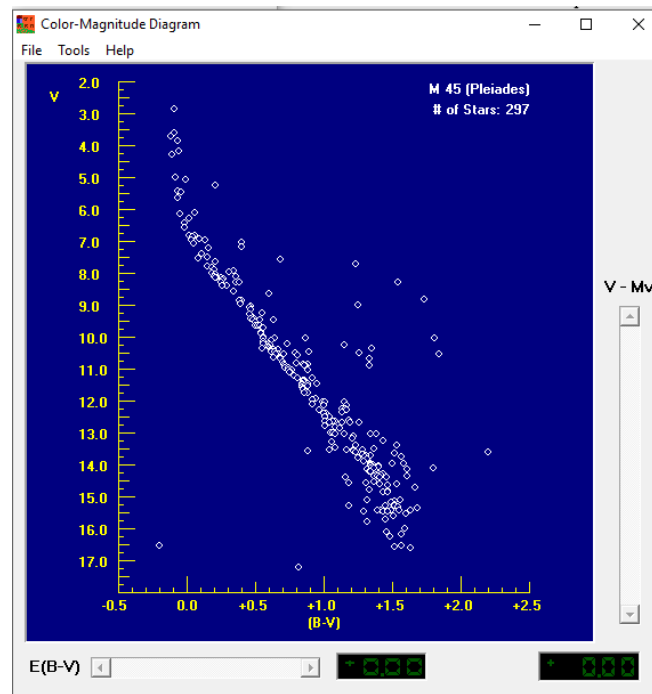 Color-Magnitude Diagram
File Tools Help
M 45 (Pleiades)
# of Stars: 297
V
2.0
3.0
4.0
5.0
6.0
7.0
8.0
9.0
10.0
11.0
12.0
13.0
14.0
15.0
16.0
17.0
-0.5 0.0 +0.5 +1.0 +1.5 +2.0 +2.5
(B-V)
V - Mv
E(B-V) + 0.00 + 0.00